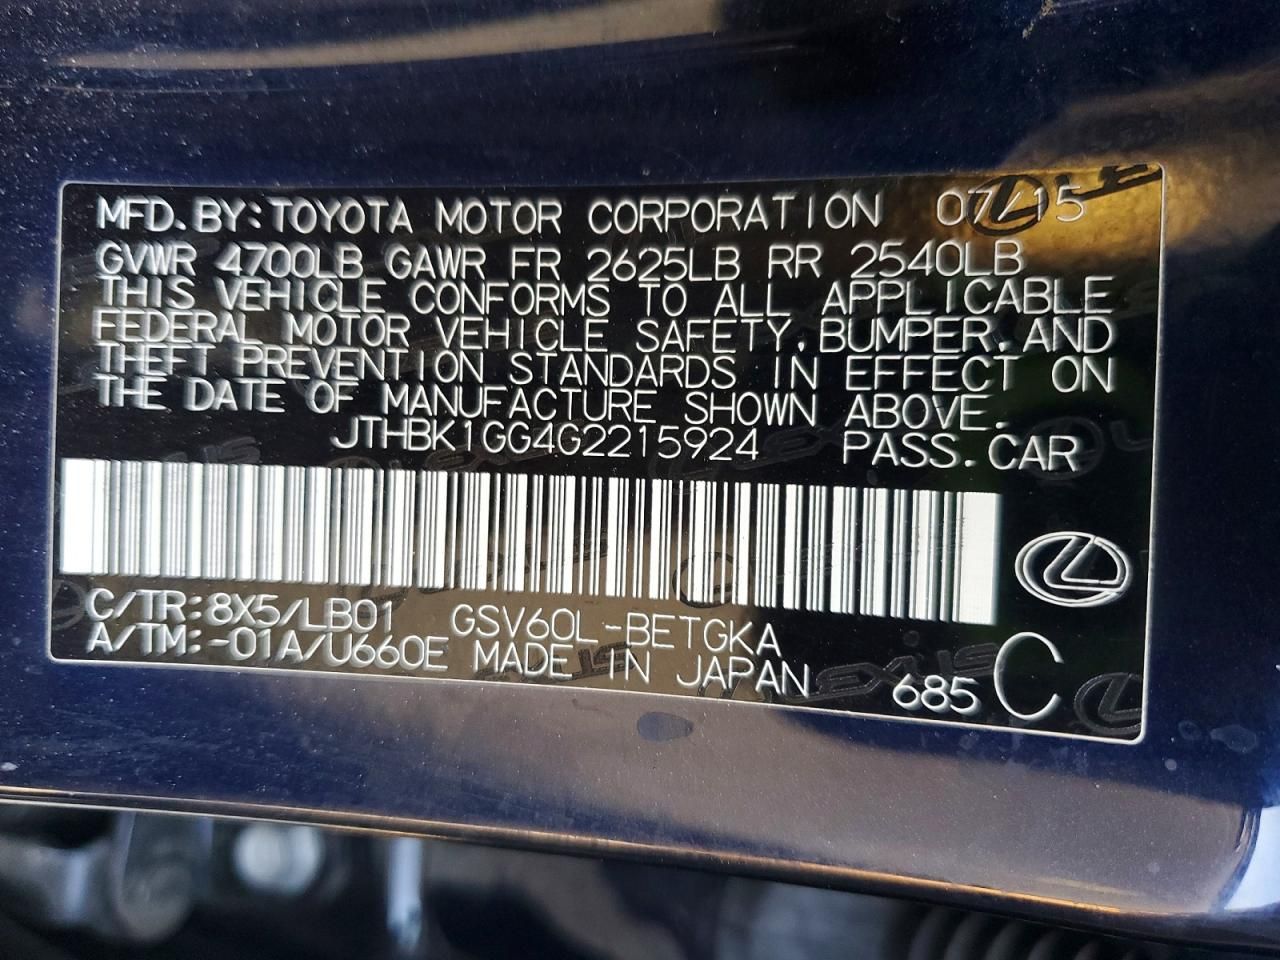 MFD.BY:TOYOTA MOTOR CORPORATION 07/15
GVWR 4700LB GAWR FR 2625LB RR 2540LB
THIS VEHICLE CONFORMS TO ALL APPLICABLE
FEDERAL MOTOR VEHICLE SAFETY,BUMPER,AND
THEFT PREVENTION STANDARDS IN EFFECT ON
THE DATE OF MANUFACTURE SHOWN ABOVE.
JTHBK1GG4G2215924 PASS.CAR
C/TR:8X5/LB01 GSV60L-BETGKA
A/TM:-01A/U660E MADE IN JAPAN
685 C